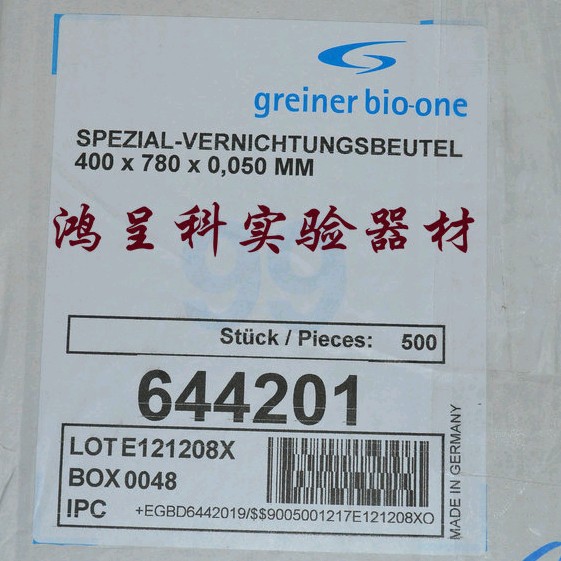 greiner bio-one
SPEZIAL-VERNICHTUNGSBEUTEL
400 x 780 x 0,050 MM
鸿呈科实验器材
99
Stück / Pieces: 500
644201
LOT E121208X
BOX 0048
IPC +EGBD6442019/$$9005001217E121208XO
MADE IN GERMANY